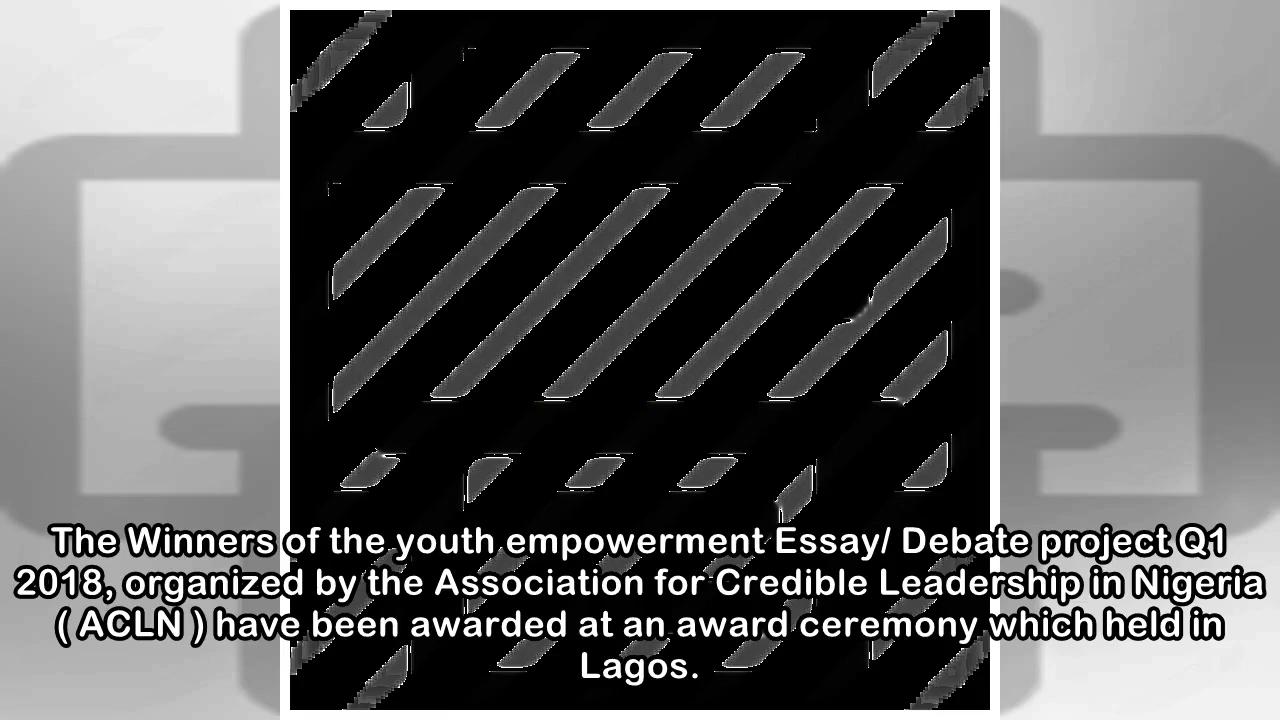 The Winners of the youth empowerment Essay/ Debate project Q1
2018, organized by the Association for Credible Leadership in Nigeria
( ACLN ) have been awarded at an award ceremony which held in
Lagos.